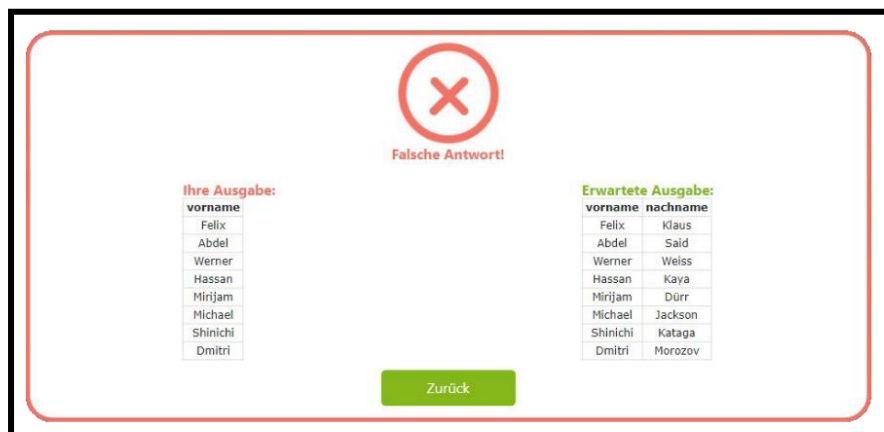 Falsche Antwort!
Ihre Ausgabe:
vorname
Felix
Abdel
Werner
Hassan
Mirijam
Michael
Shinichi
Dmitri
Erwartete Ausgabe:
vorname nachname
Felix Klaus
Abdel Said
Werner Weiss
Hassan Kaya
Mirijam Dürr
Michael Jackson
Shinichi Kataga
Dmitri Morozov
Zurück